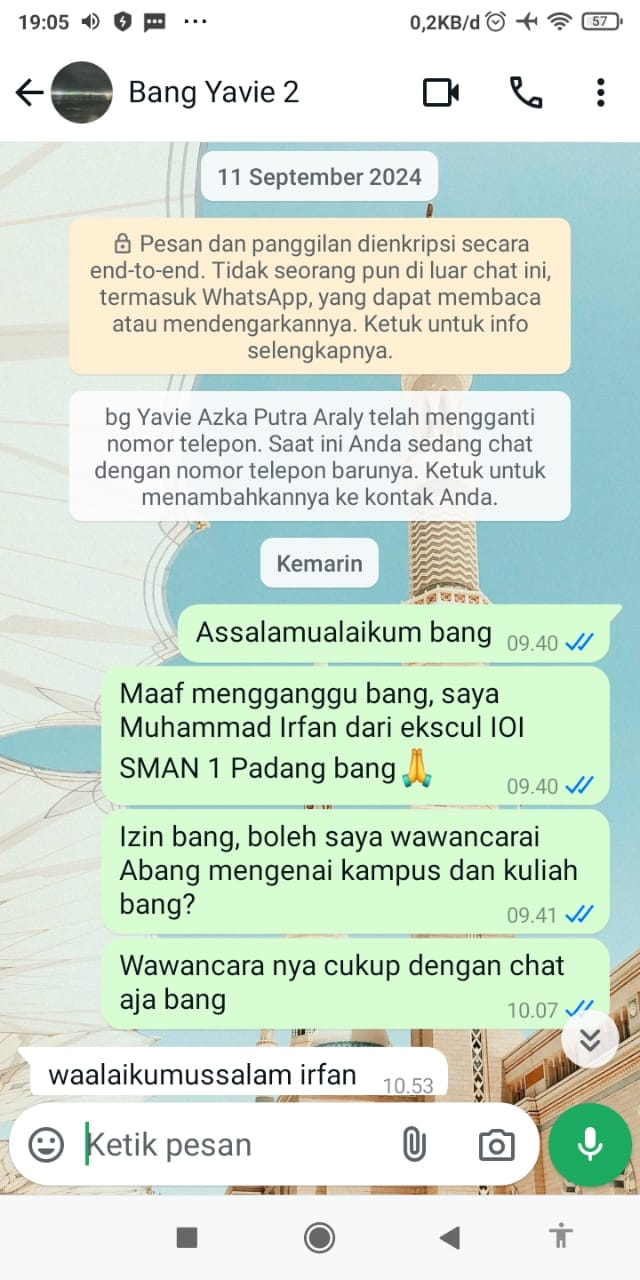 19:05
0,2KB/d
57
Bang Yavie 2
11 September 2024
Pesan dan panggilan dienkripsi secara
end-to-end. Tidak seorang pun di luar chat ini,
termasuk WhatsApp, yang dapat membaca
atau mendengarkannya. Ketuk untuk info
selengkapnya.
bg Yavie Azka Putra Araly telah mengganti
nomor telepon. Saat ini Anda sedang chat
dengan nomor telepon barunya. Ketuk untuk
menambahkannya ke kontak Anda.
Kemarin
Assalamualaikum bang 09.40
Maaf mengganggu bang, saya
Muhammad Irfan dari ekscul IOI
SMAN 1 Padang bang🙏
09.40
Izin bang, boleh saya wawancarai
Abang mengenai kampus dan kuliah
bang?
09.41
Wawancara nya cukup dengan chat
aja bang
10.07
waalaikumussalam irfan 10.53
Ketik pesan